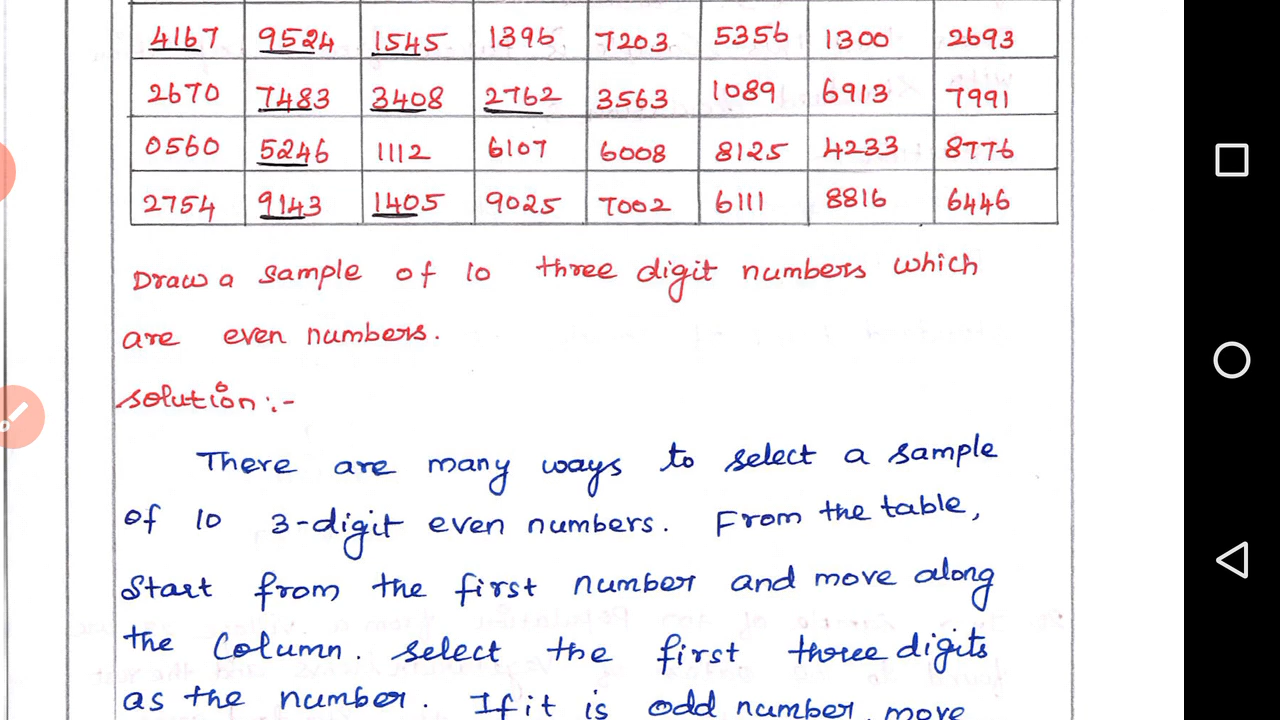 4167 9524 1545 1396 7203 5356 1300 2693
2670 7483 3408 2762 3563 1089 6913 7991
0560 5246 1112 6107 6008 8125 4233 8776
2754 9143 1405 9025 7002 6111 8816 6446
Draw a sample of 10 three digit numbers which
are even numbers.
Solution:-
There are many ways to select a sample
of 10 3-digit even numbers. From the table,
Start from the first number and move along
the column. Select the first three digits
as the number. If it is odd number, move